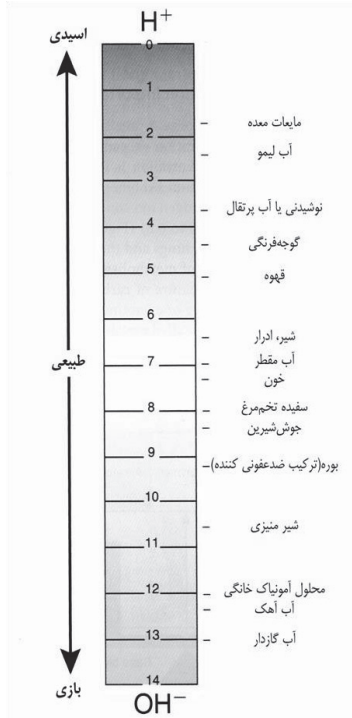 H+
اسیدی
0
1
مایعات معده
2
آب لیمو
3
نوشیدنی یا آب پرتقال
4
گوجه‌فرنگی
5
قهوه
6
شیر، ادرار
طبیعی
7
آب مقطر
خون
8
سفیده تخم‌مرغ
جوش‌شیرین
9
بوره(ترکیب ضدعفونی کننده)
10
شیر منیزی
11
12
محلول آمونیاک خانگی
آب آهک
13
آب گازدار
14
بازی
OH−